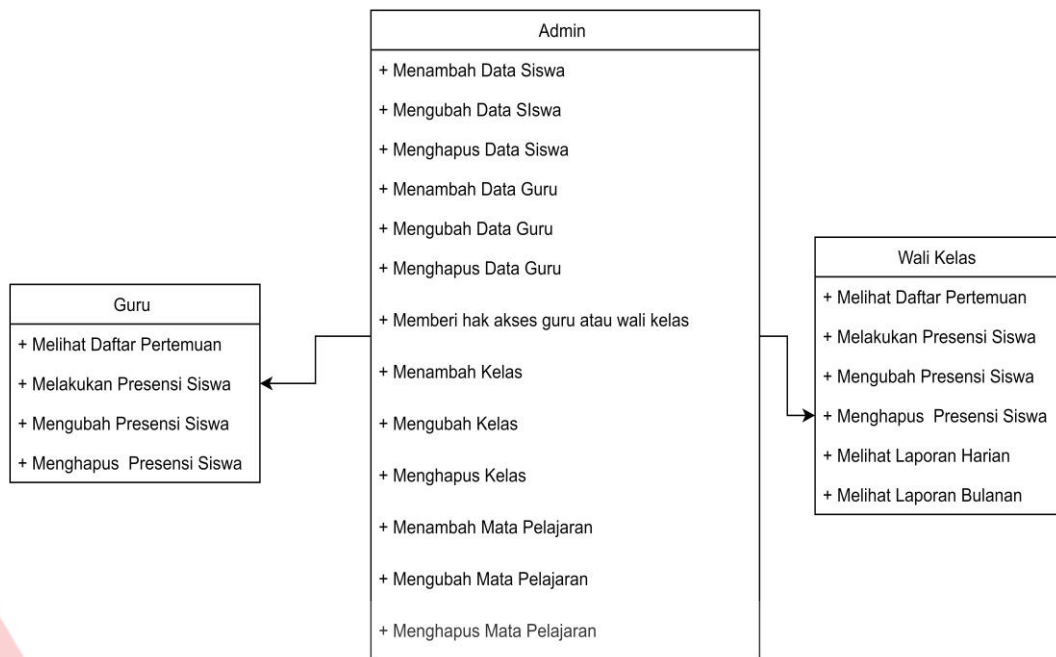 Admin
+ Menambah Data Siswa
+ Mengubah Data SIswa
+ Menghapus Data Siswa
+ Menambah Data Guru
+ Mengubah Data Guru
+ Menghapus Data Guru
+ Memberi hak akses guru atau wali kelas
+ Menambah Kelas
+ Mengubah Kelas
+ Menghapus Kelas
+ Menambah Mata Pelajaran
+ Mengubah Mata Pelajaran
+ Menghapus Mata Pelajaran
Guru
+ Melihat Daftar Pertemuan
+ Melakukan Presensi Siswa
+ Mengubah Presensi Siswa
+ Menghapus  Presensi Siswa
Wali Kelas
+ Melihat Daftar Pertemuan
+ Melakukan Presensi Siswa
+ Mengubah Presensi Siswa
+ Menghapus  Presensi Siswa
+ Melihat Laporan Harian
+ Melihat Laporan Bulanan